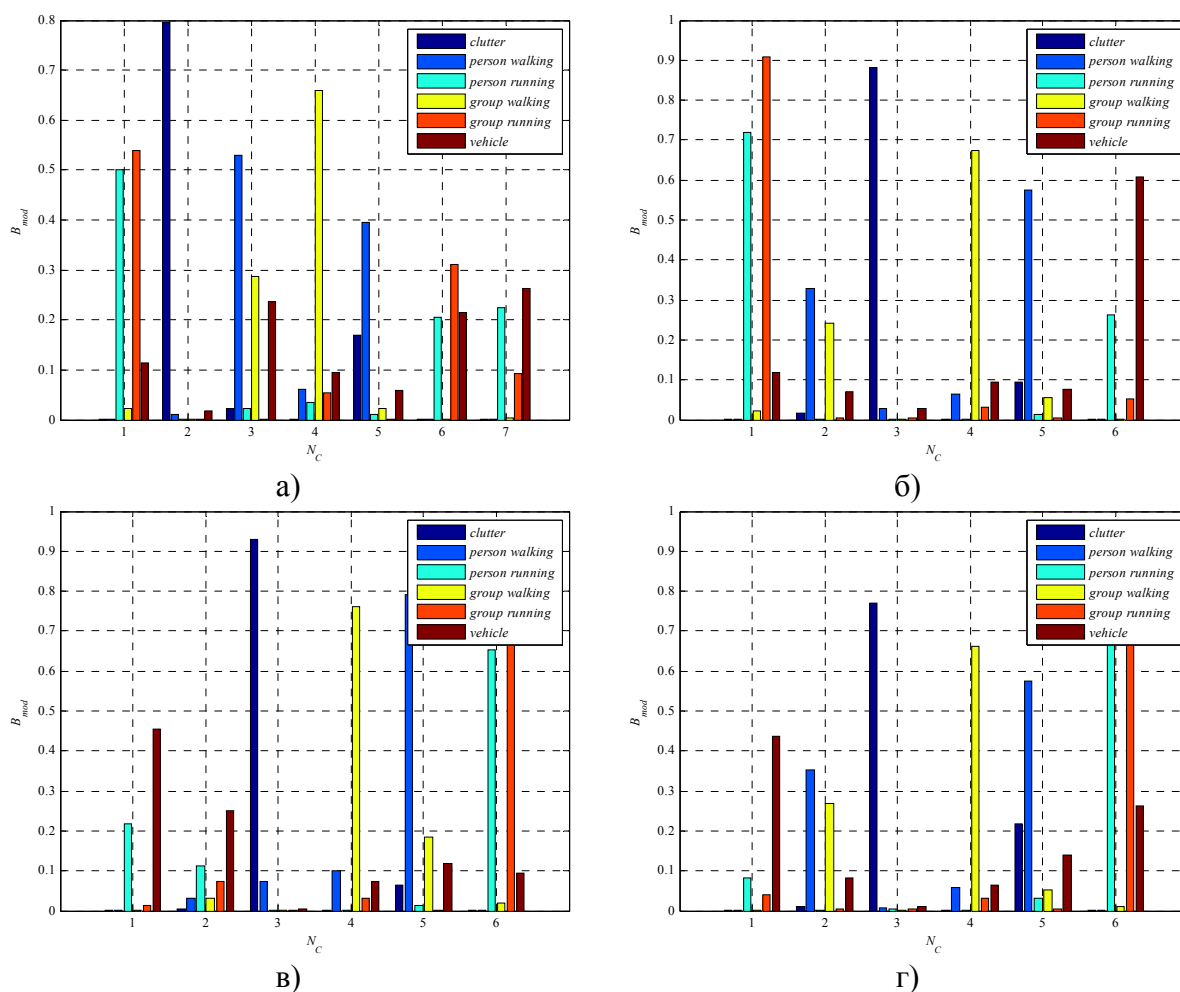 0.8
0.7
0.6
0.5
0.4
0.3
0.2
0.1
0
B_mod
1 2 3 4 5 6 7
N_C
clutter
person walking
person running
group walking
group running
vehicle
а)
1
0.9
0.8
0.7
0.6
0.5
0.4
0.3
0.2
0.1
0
B_mod
1 2 3 4 5 6
N_C
clutter
person walking
person running
group walking
group running
vehicle
б)
1
0.9
0.8
0.7
0.6
0.5
0.4
0.3
0.2
0.1
0
B_mod
1 2 3 4 5 6
N_C
clutter
person walking
person running
group walking
group running
vehicle
в)
1
0.9
0.8
0.7
0.6
0.5
0.4
0.3
0.2
0.1
0
B_mod
1 2 3 4 5 6
N_C
clutter
person walking
person running
group walking
group running
vehicle
г)